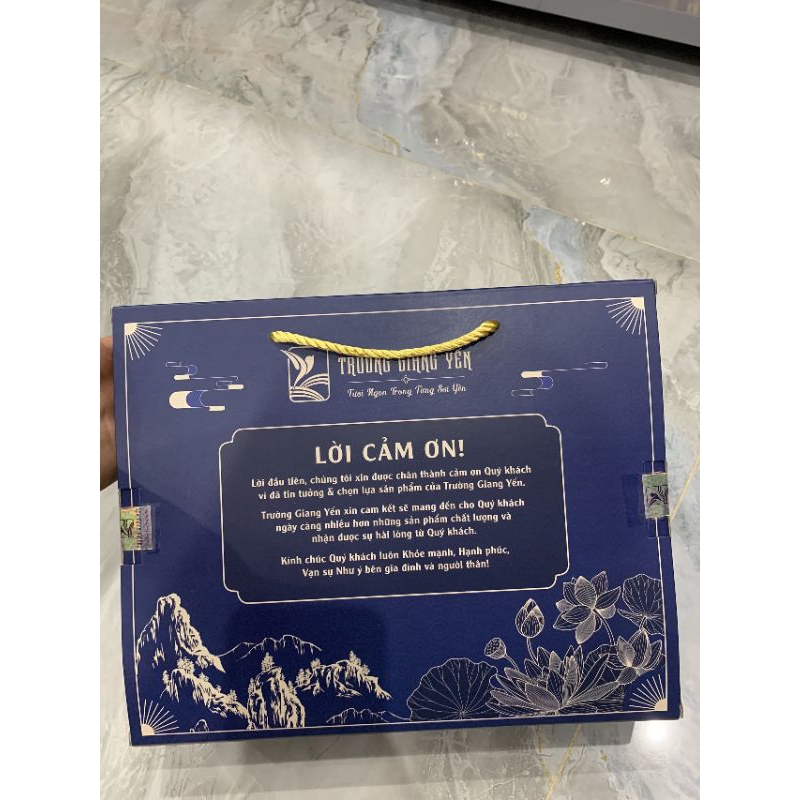 TRƯỜNG GIANG YẾN
Tươi Ngon Trong Từng Sợi Yến
LỜI CẢM ƠN!
Lời đầu tiên, chúng tôi xin được chân thành cảm ơn Quý khách
vì đã tin tưởng & chọn lựa sản phẩm của Trường Giang Yến.
Trường Giang Yến xin cam kết sẽ mang đến cho Quý khách
ngày càng nhiều hơn những sản phẩm chất lượng và
nhận được sự hài lòng từ Quý khách.
Kính chúc Quý khách luôn Khỏe mạnh, Hạnh phúc,
Vạn sự Như ý bên gia đình và người thân!